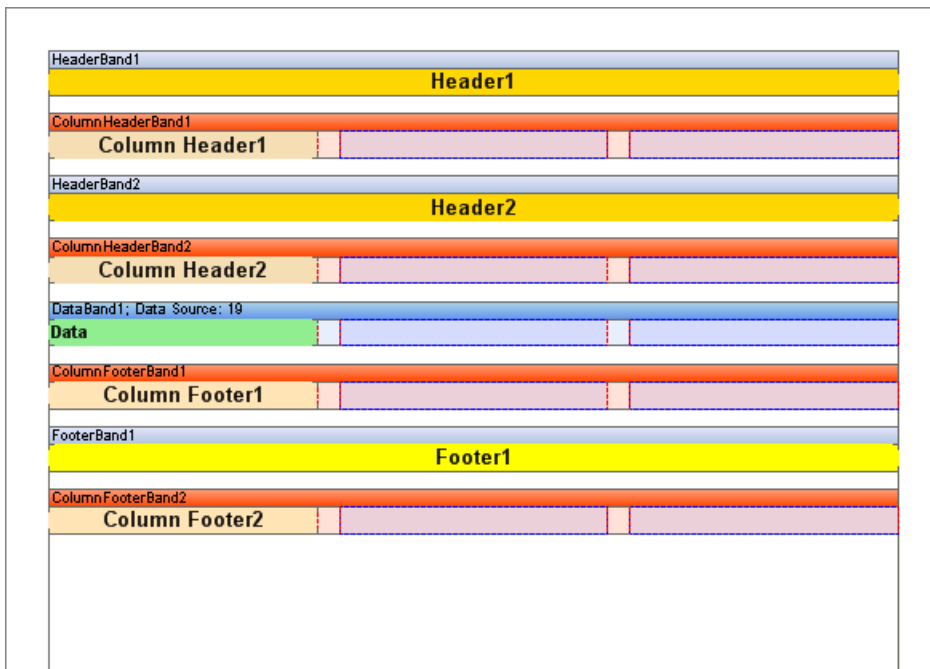 HeaderBand1
Header1
ColumnHeaderBand1
Column Header1
HeaderBand2
Header2
ColumnHeaderBand2
Column Header2
DataBand1; Data Source: 19
Data
ColumnFooterBand1
Column Footer1
FooterBand1
Footer1
ColumnFooterBand2
Column Footer2